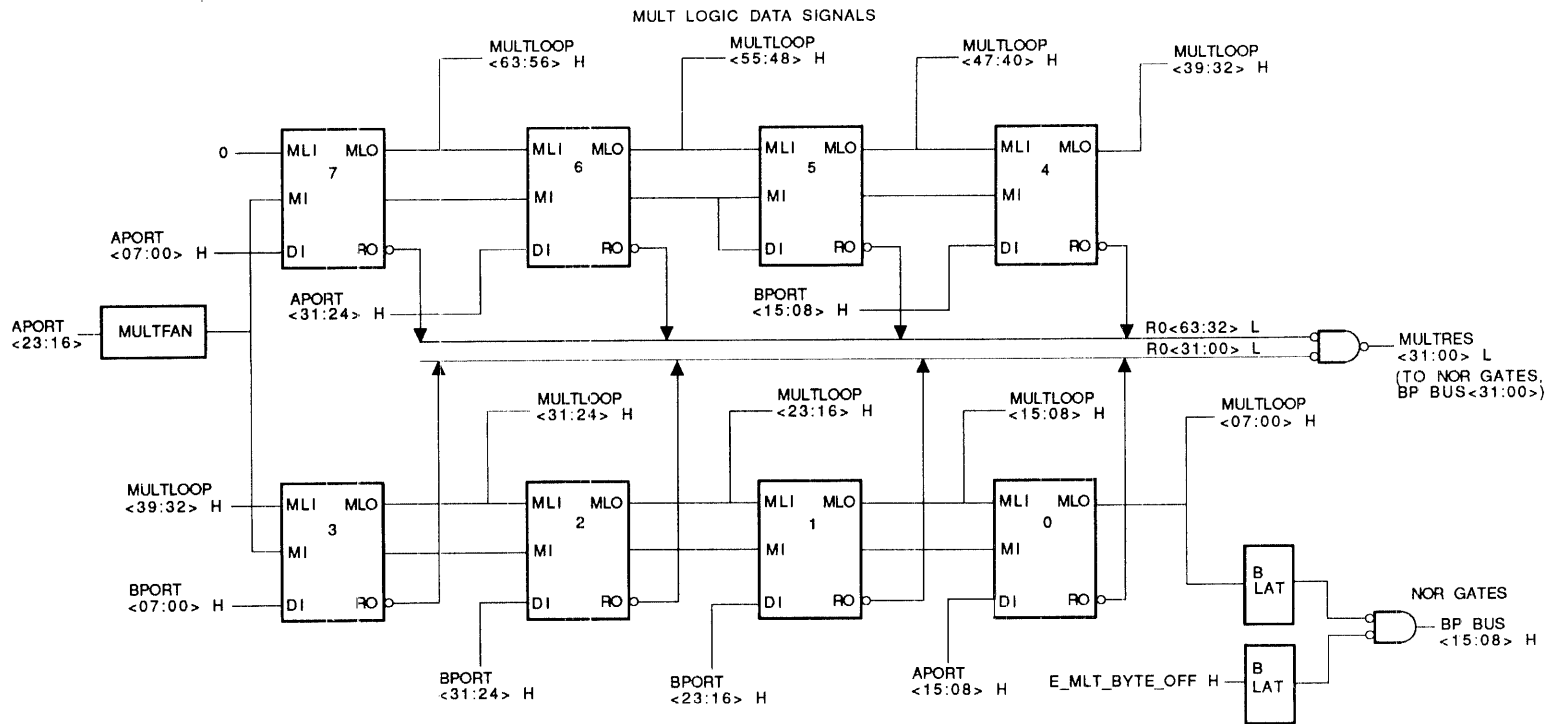 MULT LOGIC DATA SIGNALS
MULTLOOP
<63:56> H
MULTLOOP
<55:48> H
MULTLOOP
<47:40> H
MULTLOOP
<39:32> H
0
MLI MLO
7
MI
DI RO
MLI MLO
6
MI
DI RO
MLI MLO
5
MI
DI RO
MLI MLO
4
MI
DI RO
APORT
<07:00> H
APORT
<31:24> H
BPORT
<15:08> H
APORT
<23:16>
MULTFAN
R0<63:32> L
R0<31:00> L
MULTRES
<31:00> L
(TO NOR GATES,
BP BUS<31:00>)
MULTLOOP
<31:24> H
MULTLOOP
<23:16> H
MULTLOOP
<15:08> H
MULTLOOP
<07:00> H
MULTLOOP
<39:32> H
MLI MLO
3
MI
DI RO
MLI MLO
2
MI
DI RO
MLI MLO
1
MI
DI RO
MLI MLO
0
MI
DI RO
BPORT
<07:00> H
BPORT
<31:24> H
BPORT
<23:16> H
APORT
<15:08> H
B
LAT
NOR GATES
BP BUS
<15:08> H
E_MLT_BYTE_OFF H
B
LAT